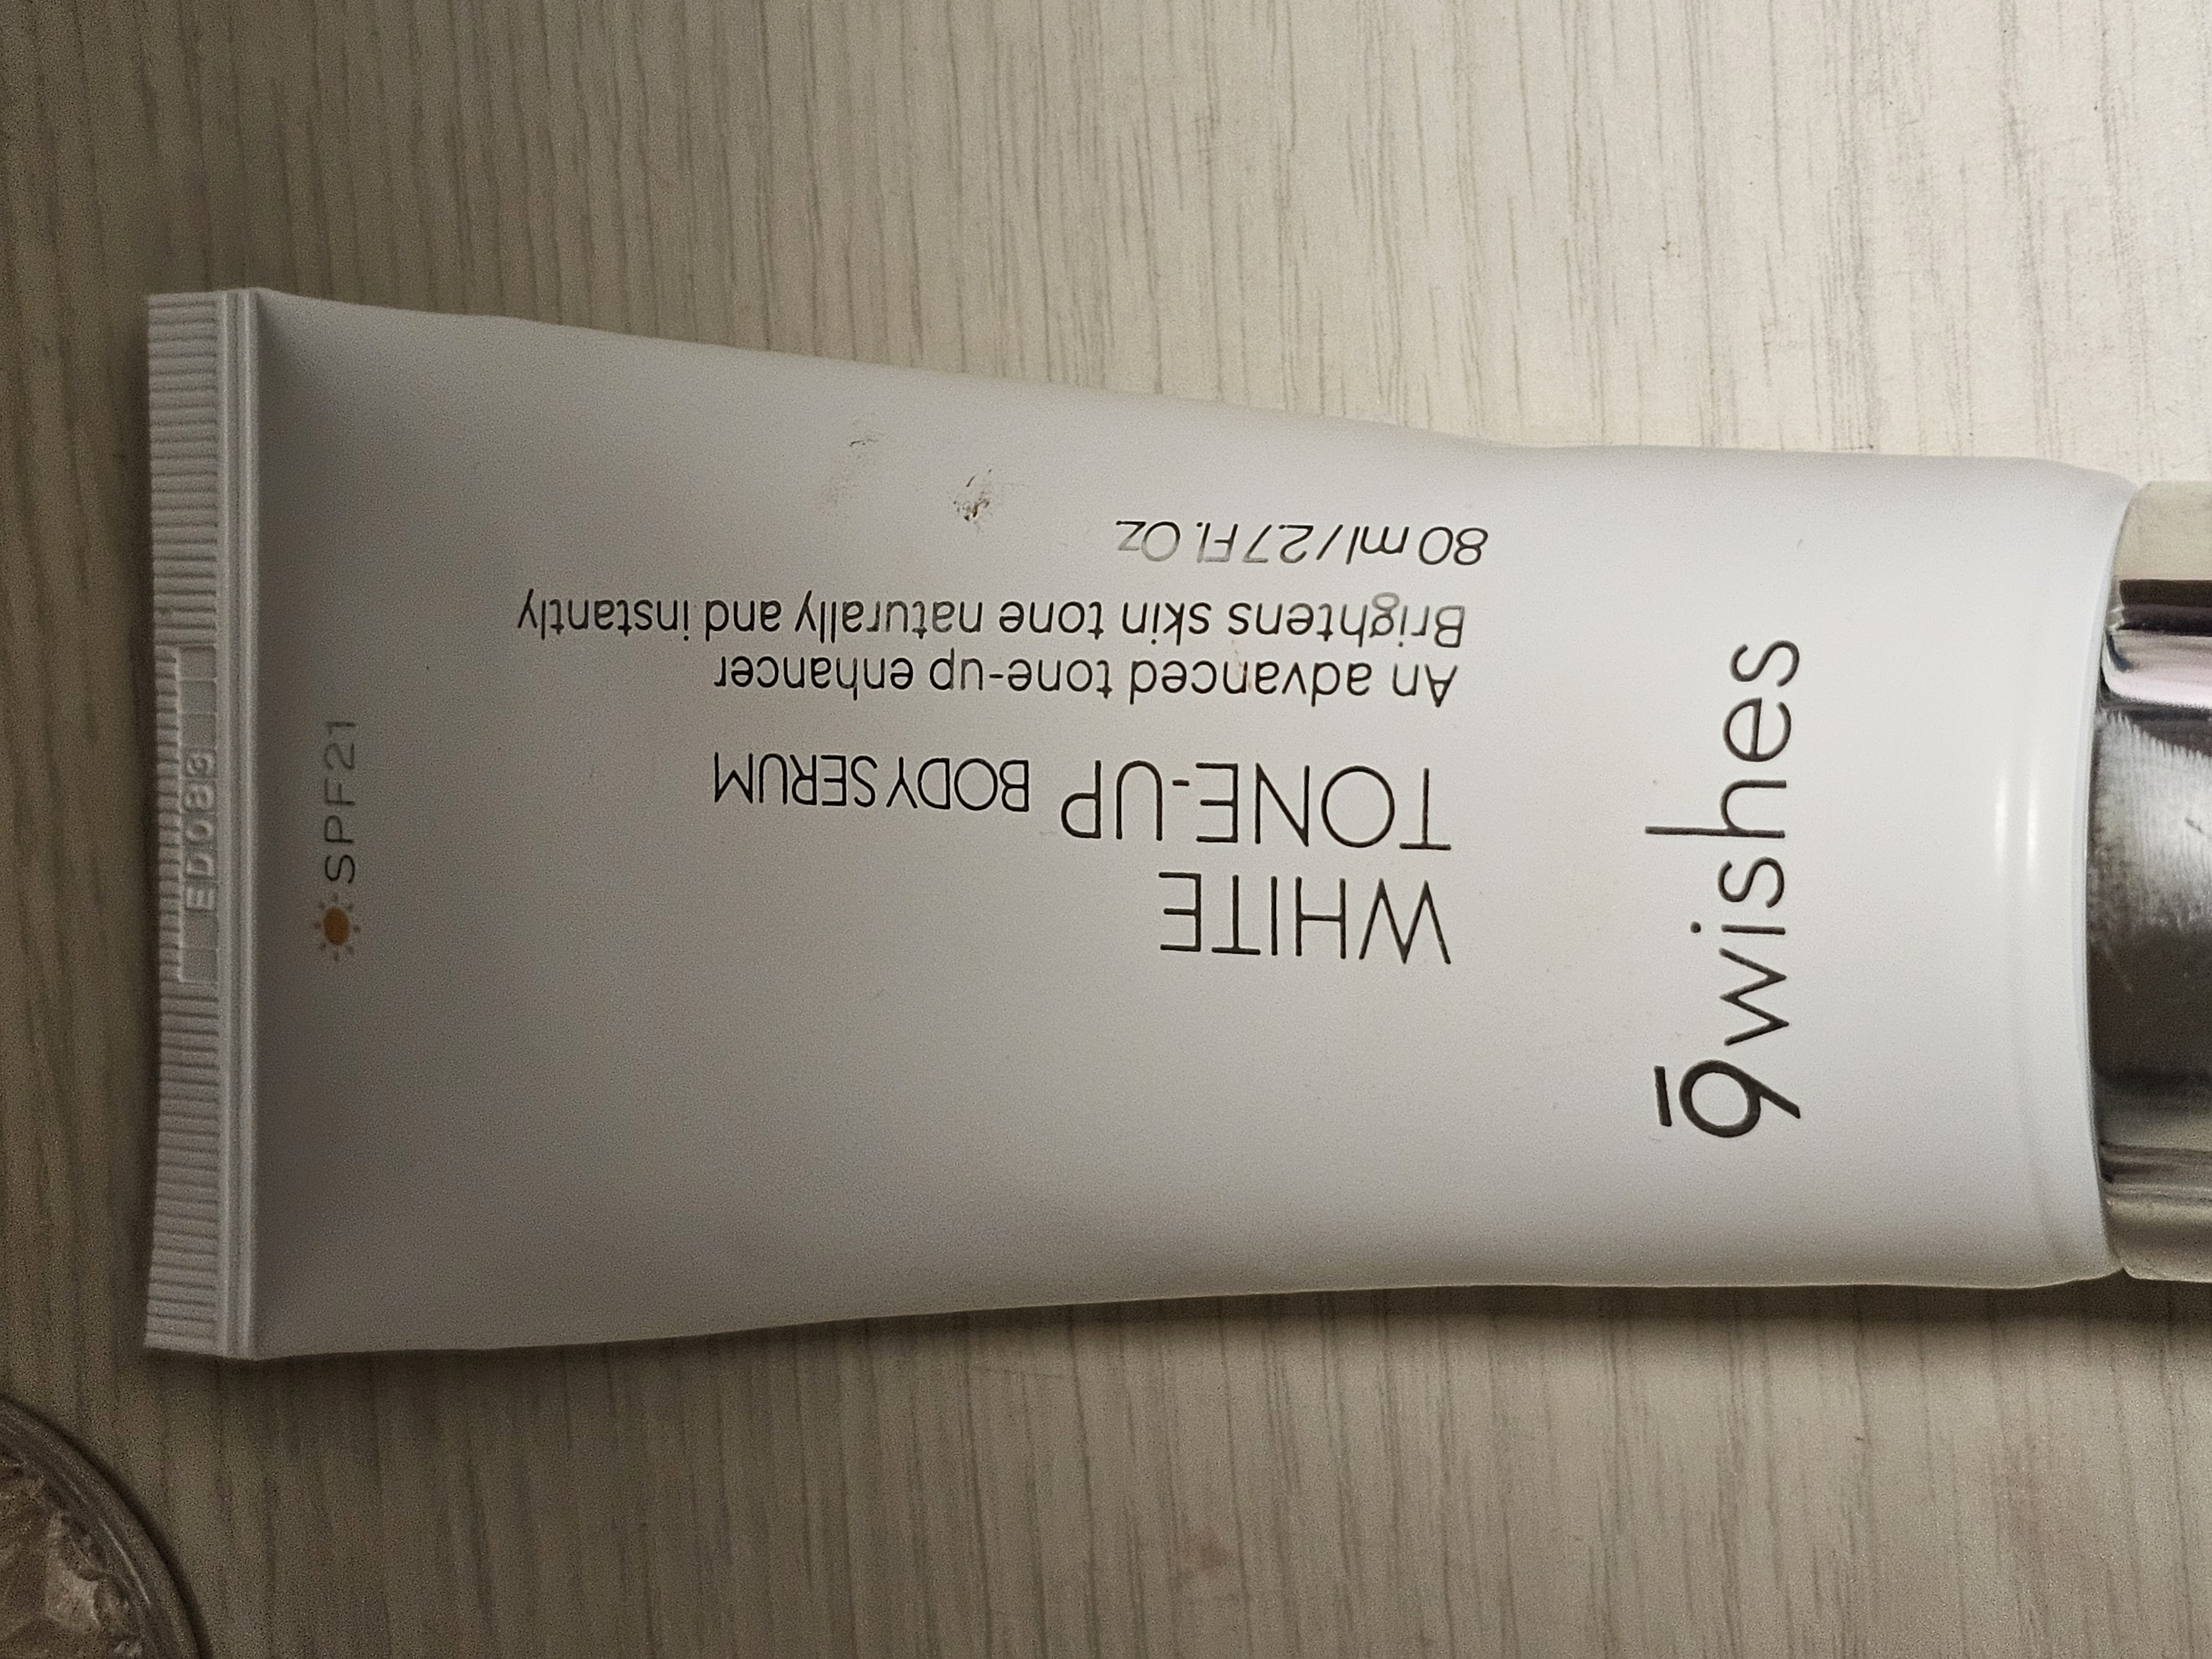 9wishes
WHITE
TONE-UP BODY SERUM
An advanced tone-up enhancer
Brightens skin tone naturally and instantly
80 ml/2.7 Fl. Oz
SPF21